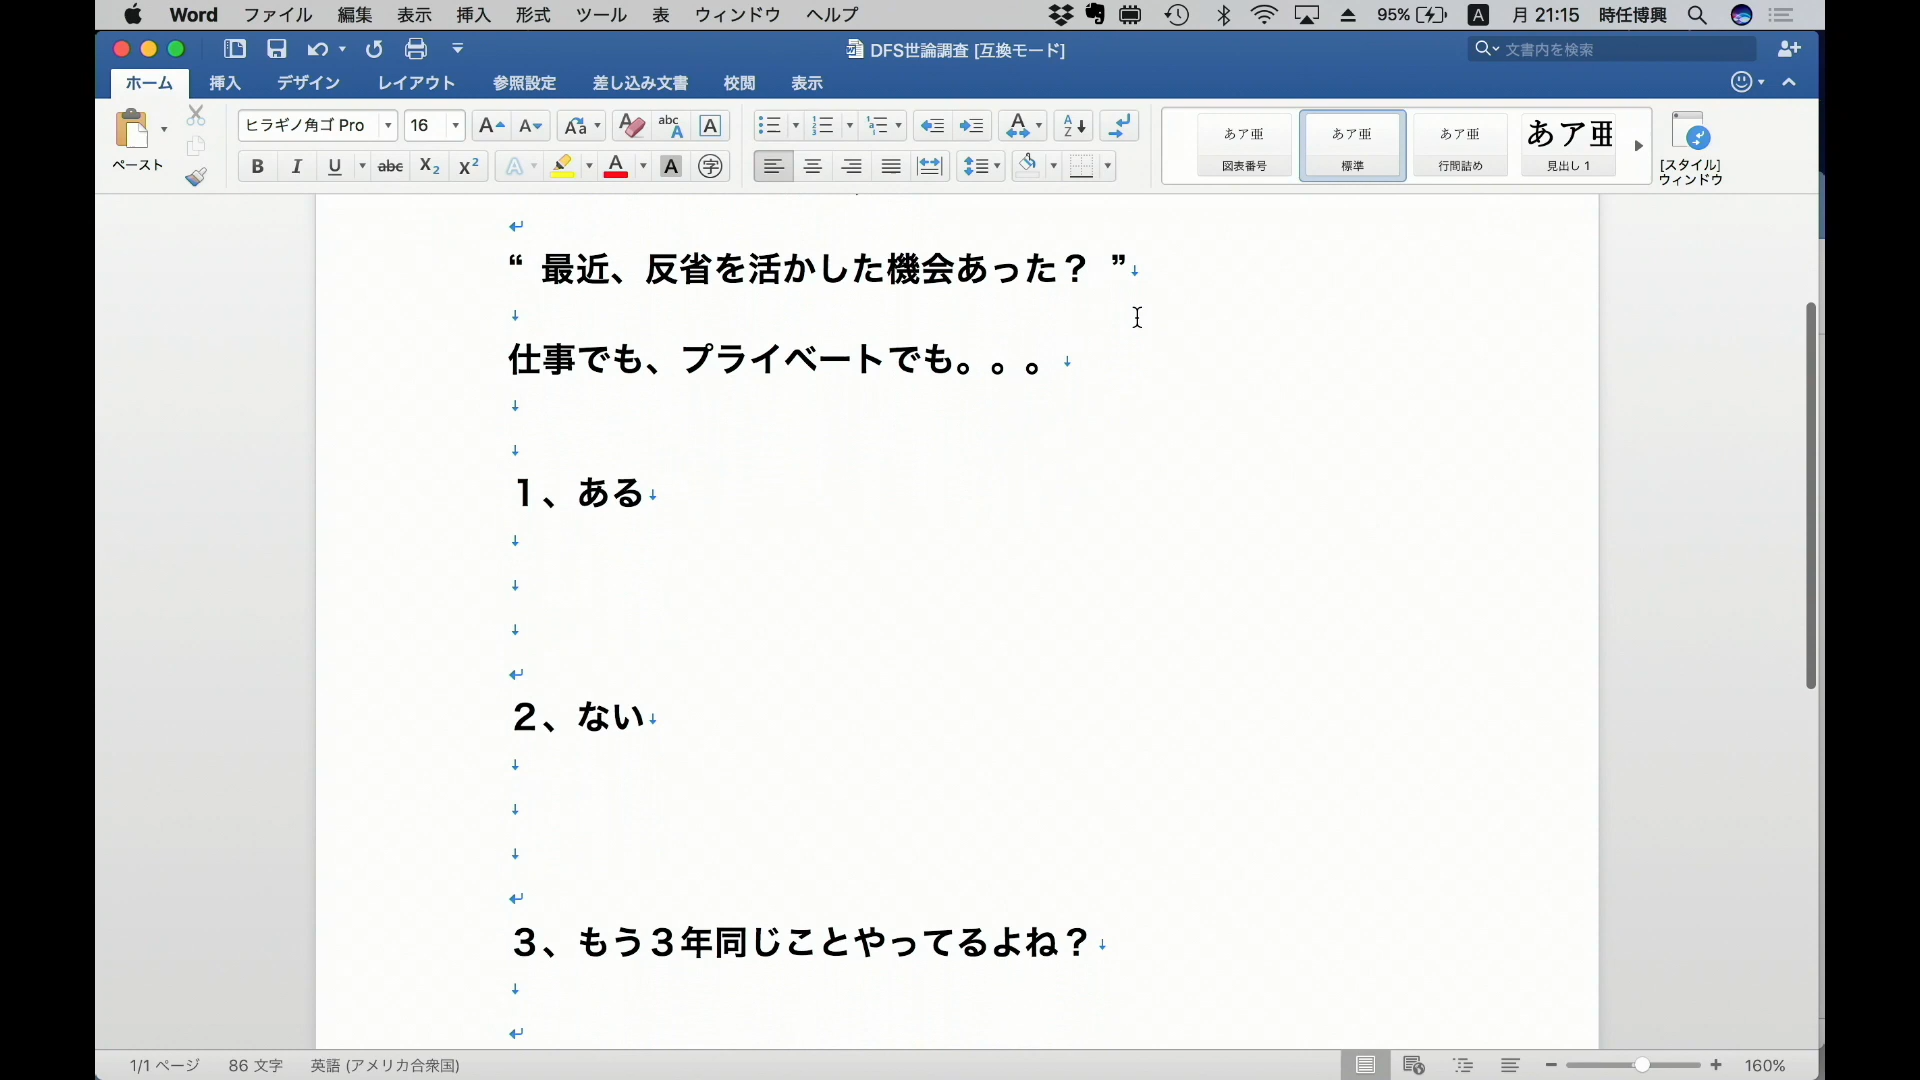 Word ファイル 編集 表示 挿入 形式 ツール 表 ウィンドウ ヘルプ 95% A 月 21:15 時任博興
DFS世論調査 [互換モード] 文書内を検索
ホーム 挿入 デザイン レイアウト 参照設定 差し込み文書 校閲 表示
ペースト
ヒラギノ角ゴ Pro 16
あア亜 図表番号
あア亜 標準
あア亜 行間詰め
あア亜 見出し 1
[スタイル]
ウィンドウ
“ 最近、反省を活かした機会あった？ ”
仕事でも、プライベートでも。。。
１、ある
２、ない
３、もう３年同じことやってるよね？
1/1 ページ 86 文字 英語 (アメリカ合衆国) 160%